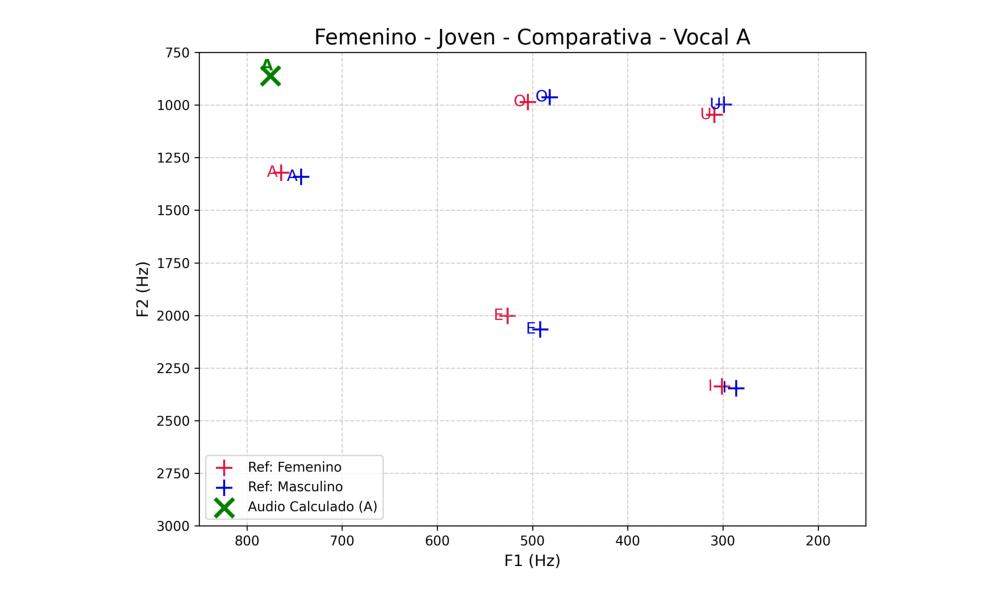 Femenino - Joven - Comparativa - Vocal A
750
1000
1250
1500
1750
2000
2250
2500
2750
3000
F2 (Hz)
A
O
O
U
U
A
A
E
E
I
I
Ref: Femenino
Ref: Masculino
Audio Calculado (A)
800 700 600 500 400 300 200
F1 (Hz)